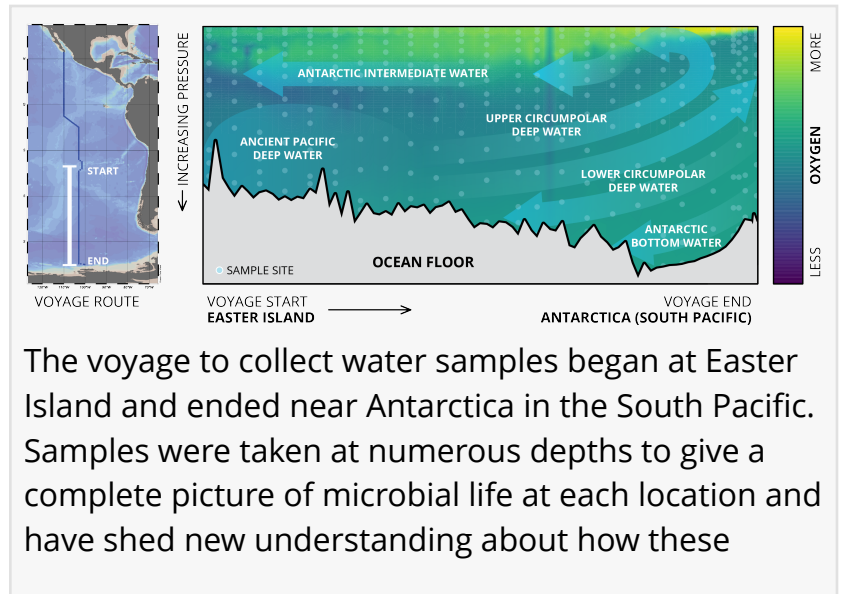 START
END
VOYAGE ROUTE
INCREASING PRESSURE
ANTARCTIC INTERMEDIATE WATER
UPPER CIRCUMPOLAR
DEEP WATER
ANCIENT PACIFIC
DEEP WATER
LOWER CIRCUMPOLAR
DEEP WATER
ANTARCTIC
BOTTOM WATER
OCEAN FLOOR
SAMPLE SITE
VOYAGE START
EASTER ISLAND
VOYAGE END
ANTARCTICA (SOUTH PACIFIC)
MORE
OXYGEN
LESS
The voyage to collect water samples began at Easter
Island and ended near Antarctica in the South Pacific.
Samples were taken at numerous depths to give a
complete picture of microbial life at each location and
have shed new understanding about how these